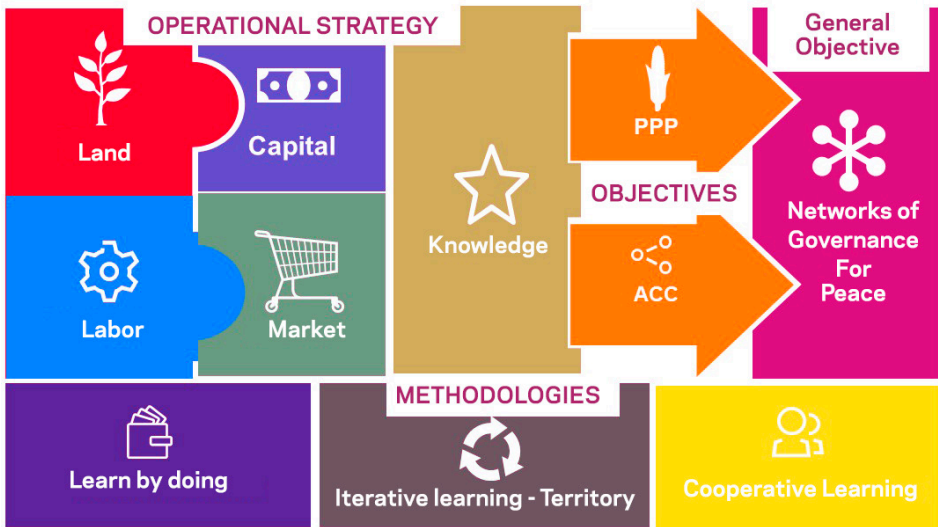 OPERATIONAL STRATEGY
Land
Capital
Labor
Market
Knowledge
PPP
OBJECTIVES
ACC
General
Objective
Networks of
Governance
For
Peace
METHODOLOGIES
Learn by doing
Iterative learning - Territory
Cooperative Learning